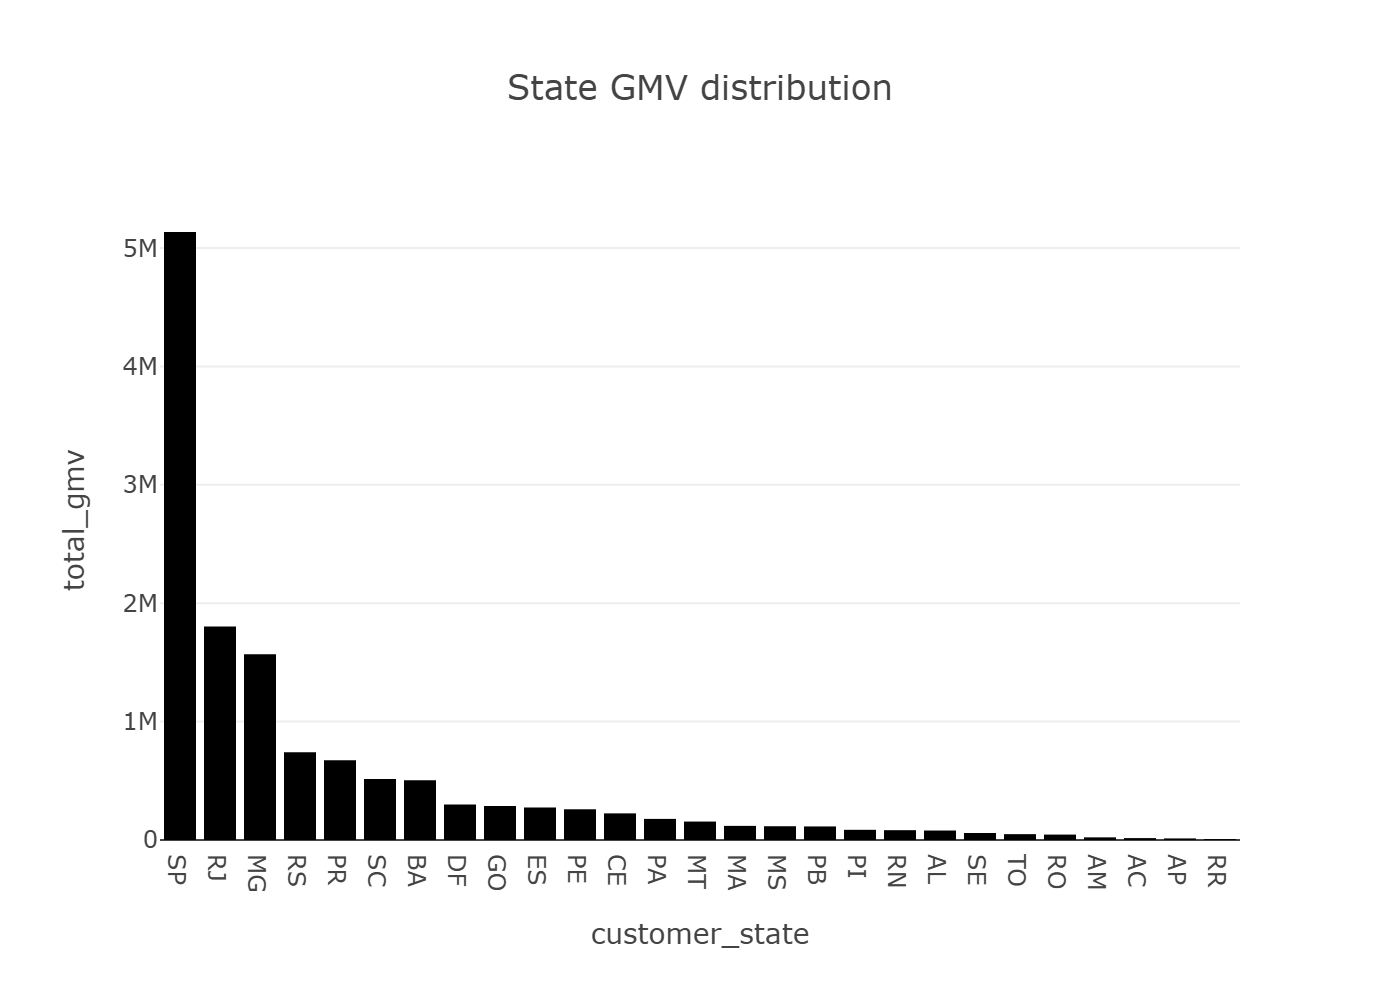 State GMV distribution
5M
4M
3M
2M
1M
0
total_gmv
SP RJ MG RS PR SC BA DF GO ES PE CE PA MT MA MS PB PI RN AL SE TO RO AM AC AP RR
customer_state